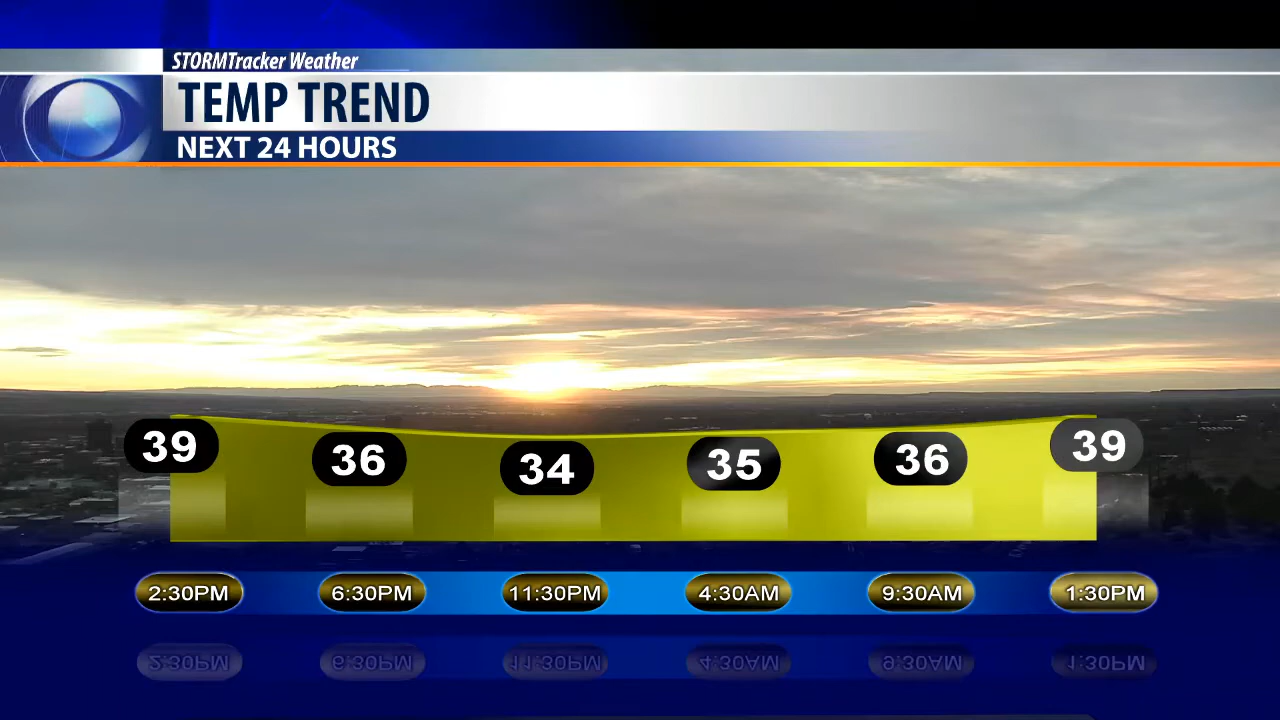 STORMTracker Weather
TEMP TREND
NEXT 24 HOURS
39 36 34 35 36 39
2:30PM 6:30PM 11:30PM 4:30AM 9:30AM 1:30PM